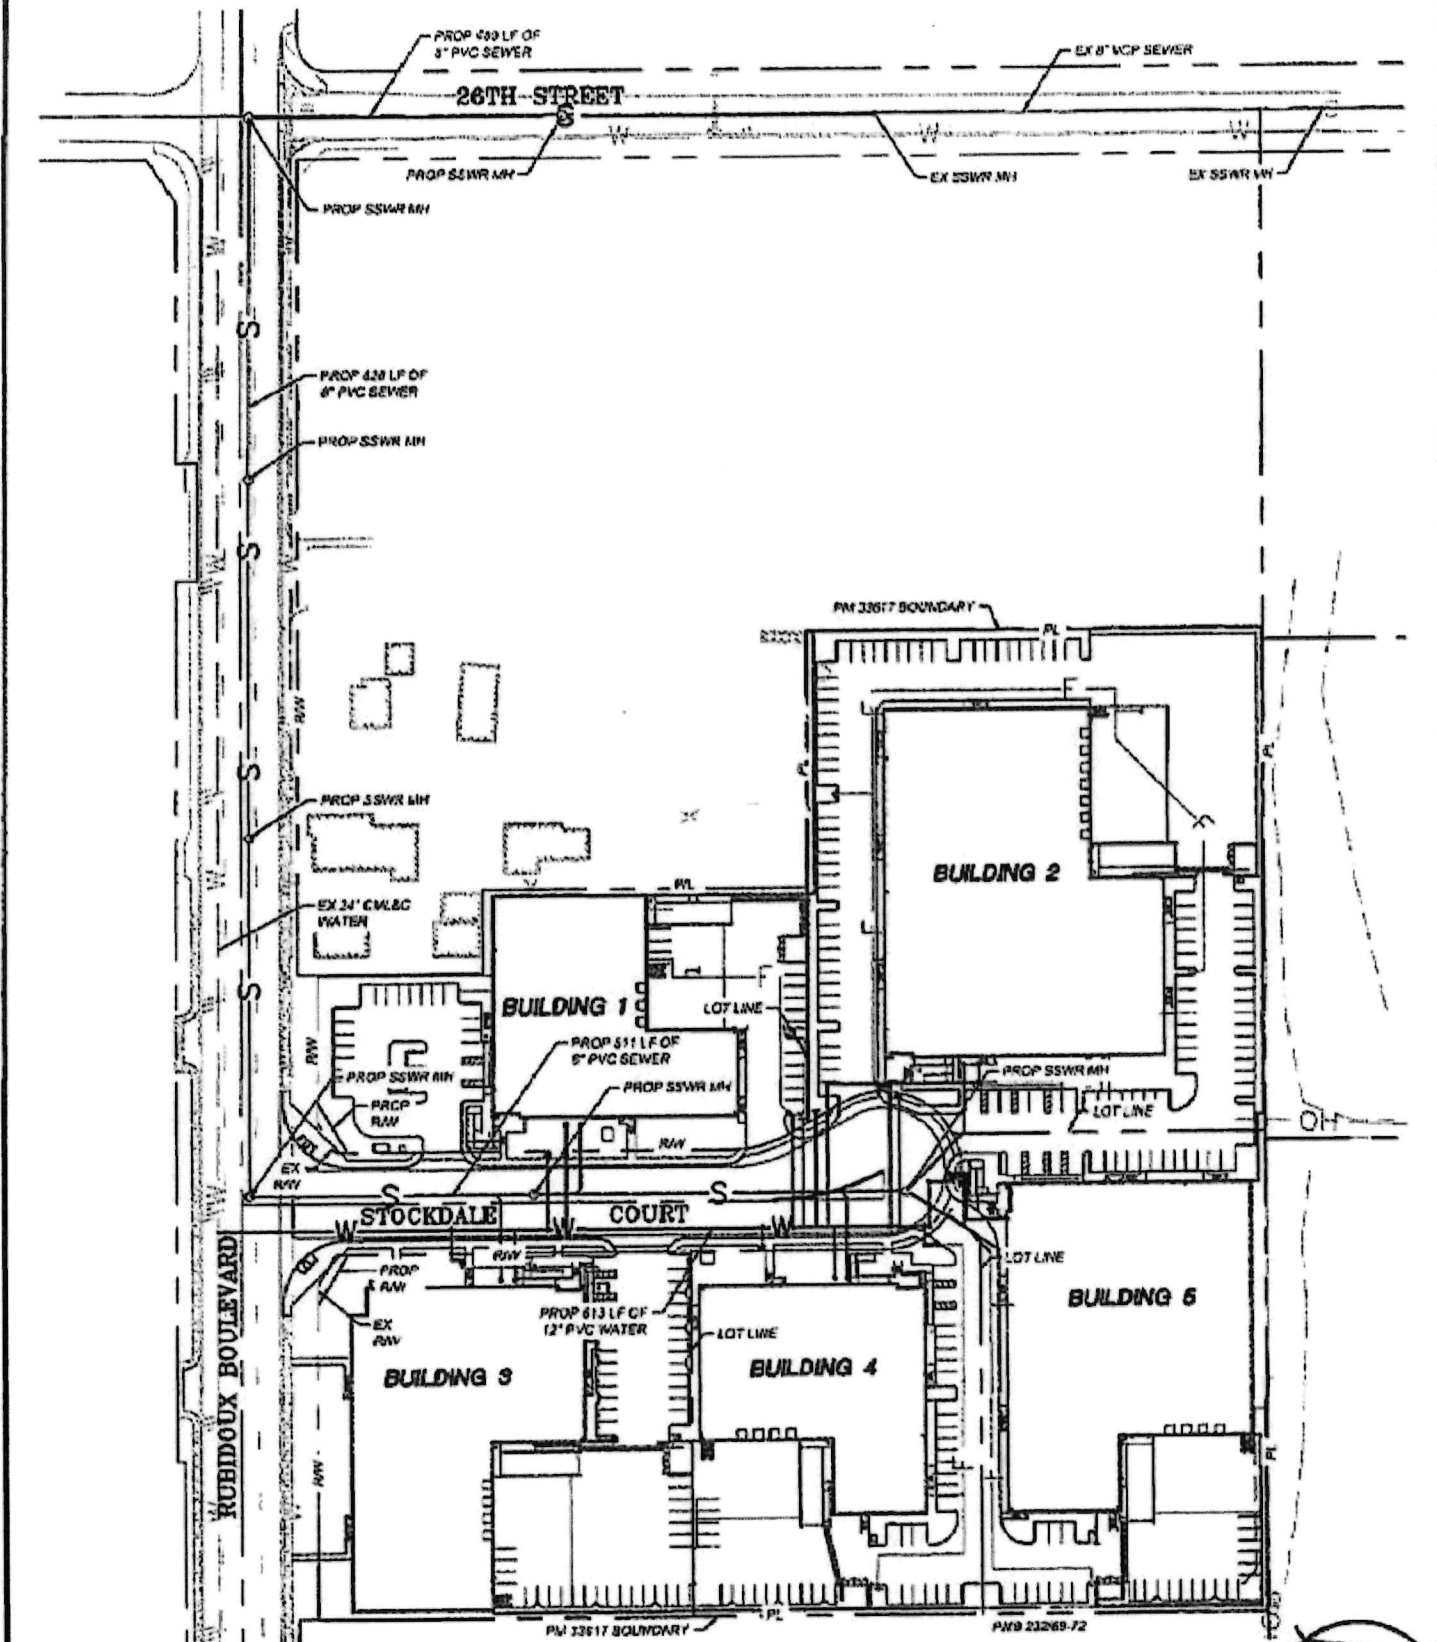 PROP 489 LF OF
8" PVC SEWER
EX 8" VCP SEWER
26TH STREET
S
W
W
W
S
PROP SSWR MH
EX SSWR MH
EX SSWR MH
PROP SSWR MH
W
W
S
PROP
LF OF
PVC SEWER
PROP SSWR MH
S
W
W
PM 33617 BOUNDARY
PL
R/W
PL
PL
S
PROP SSWR MH
W
BUILDING 2
P/L
EX 24" CML&C
WATER
S
BUILDING 1
LOT LINE
R/W
PROP 511 LF OF
PVC SEWER
PROP SSWR MH
PROP SSWR MH
PROP SSWR MH
PROP
R/W
LOT LINE
OH
R/W
EX
R/W
S
S
STOCKDALE COURT
W
W
W
R/W
LOT LINE
PROP
R/W
BUILDING 5
PROP 613 LF OF
12" PVC WATER
EX
R/W
LOT LINE
BUILDING 4
BUILDING 3
RUBIDOUX BOULEVARD
R/W
PL
PL
PM 33617 BOUNDARY
PMB 232/69-72